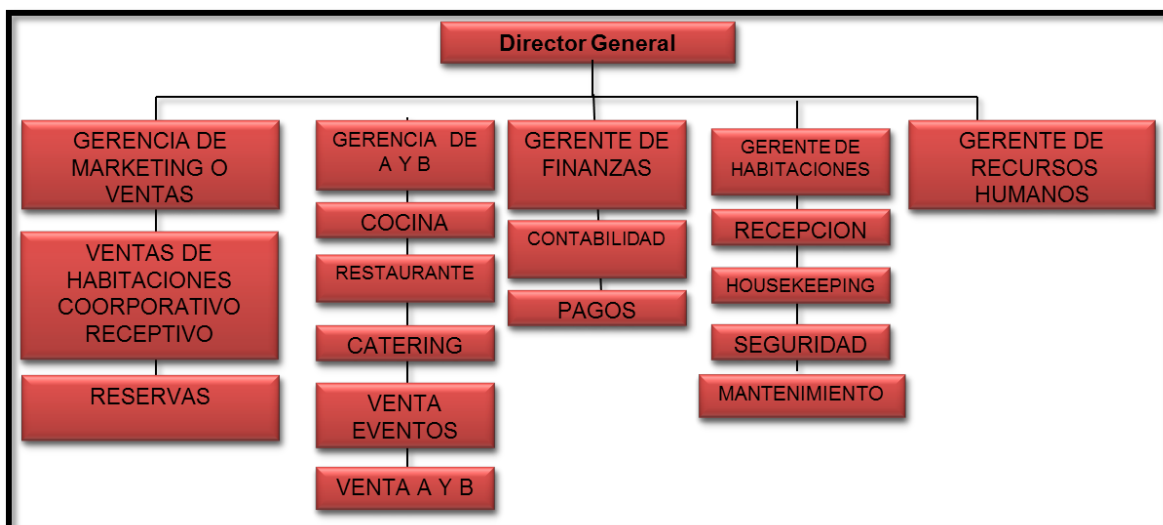 Director General
GERENCIA DE
MARKETING O
VENTAS
VENTAS DE
HABITACIONES
COORPORATIVO
RECEPTIVO
RESERVAS
GERENCIA DE
A Y B
COCINA
RESTAURANTE
CATERING
VENTA
EVENTOS
VENTA A Y B
GERENTE DE
FINANZAS
CONTABILIDAD
PAGOS
GERENTE DE
HABITACIONES
RECEPCION
HOUSEKEEPING
SEGURIDAD
MANTENIMIENTO
GERENTE DE
RECURSOS
HUMANOS